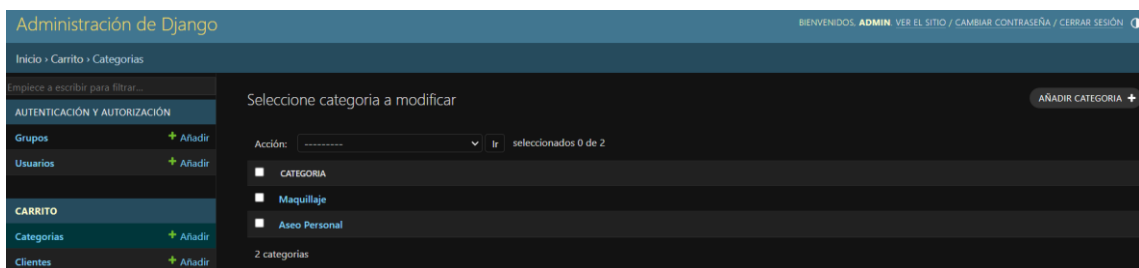 Administración de Django
BIENVENIDOS, ADMIN. VER EL SITIO / CAMBIAR CONTRASEÑA / CERRAR SESIÓN
Inicio › Carrito › Categorias
Empiece a escribir para filtrar...
AUTENTICACIÓN Y AUTORIZACIÓN
Grupos + Añadir
Usuarios + Añadir
CARRITO
Categorias + Añadir
Clientes + Añadir
Seleccione categoria a modificar
AÑADIR CATEGORIA +
Acción: --------- Ir seleccionados 0 de 2
CATEGORIA
Maquillaje
Aseo Personal
2 categorias